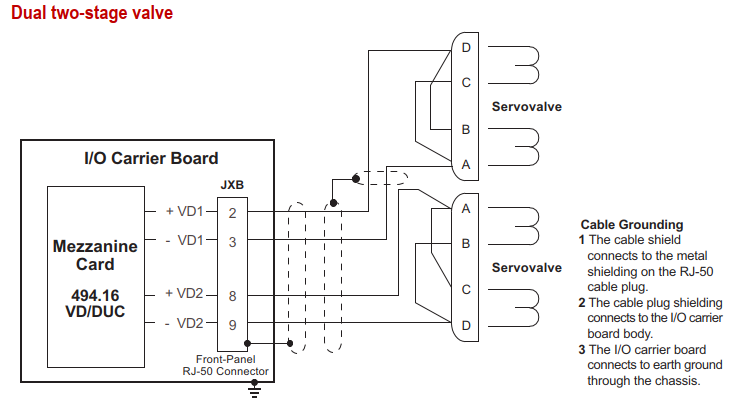 Dual two-stage valve
D
C
Servovalve
B
I/O Carrier Board
A
JXB
+ VD1 2
A
- VD1 3
B
Mezzanine
Card
494.16
VD/DUC
Servovalve
+ VD2 8
C
- VD2 9
D
Front-Panel
RJ-50 Connector
Cable Grounding
1 The cable shield
connects to the metal
shielding on the RJ-50
cable plug.
2 The cable plug shielding
connects to the I/O carrier
board body.
3 The I/O carrier board
connects to earth ground
through the chassis.